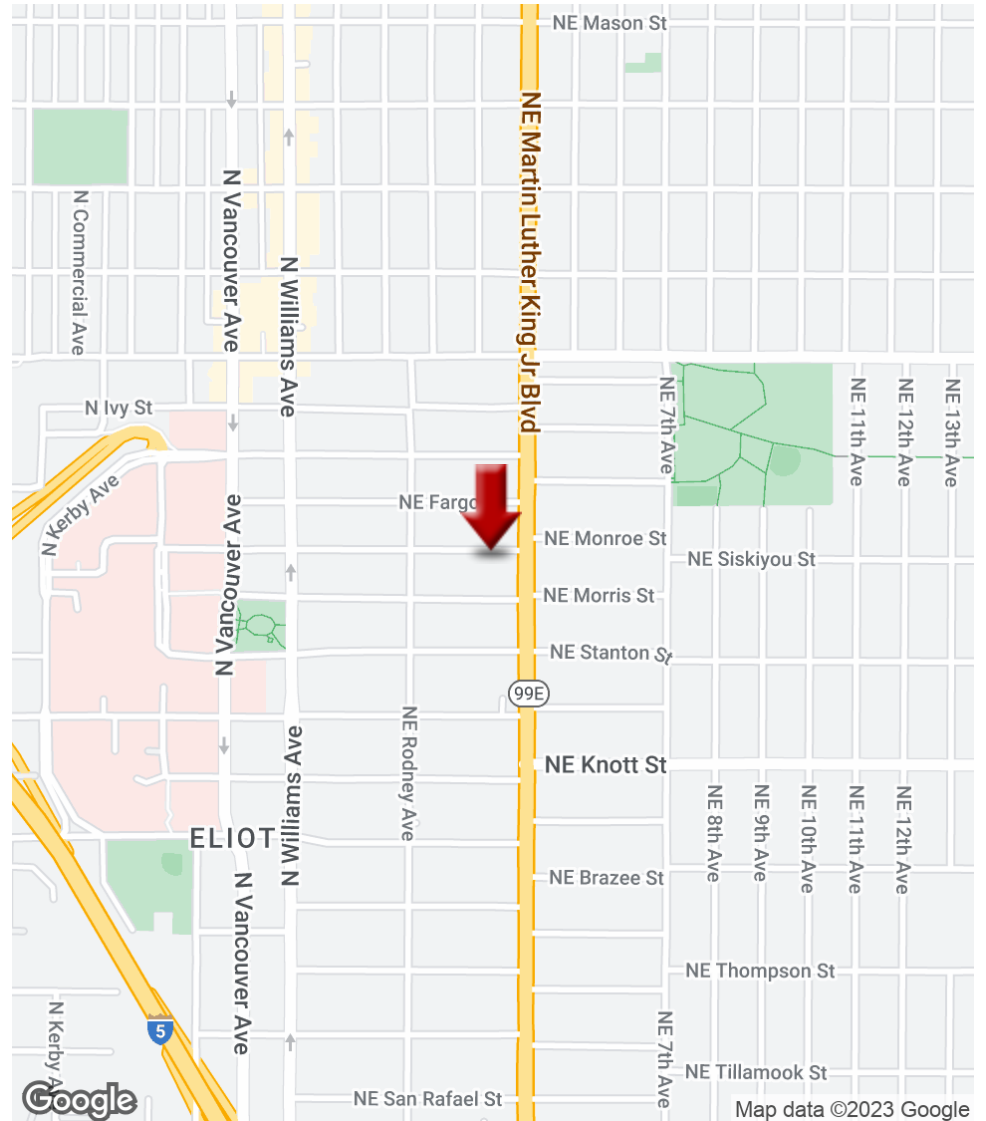 NE Mason St
NE Martin Luther King Jr Blvd
N Vancouver Ave
N Commercial Ave
N Williams Ave
N Ivy St
NE 7th Ave
NE 11th Ave
NE 12th Ave
NE 13th Ave
N Kerby Ave
NE Fargo
N Vancouver Ave
NE Monroe St
NE Siskiyou St
NE Morris St
NE Stanton St
99E
NE Rodney Ave
N Williams Ave
NE Knott St
NE 8th Ave
NE 9th Ave
NE 10th Ave
NE 11th Ave
NE 12th Ave
ELIOT
N Vancouver Ave
NE Brazee St
NE Thompson St
N Kerby A
5
NE 7th Ave
NE Tillamook St
Google
NE San Rafael St
Map data ©2023 Google